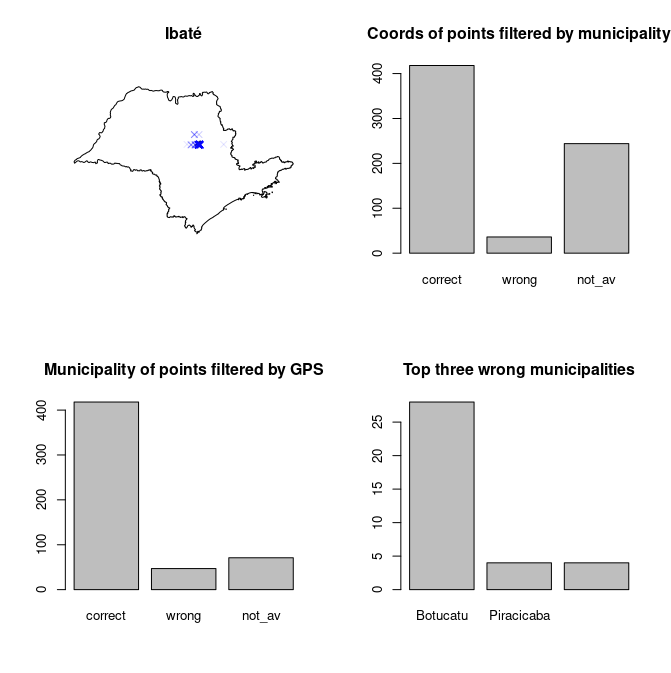 Ibaté
Coords of points filtered by municipality
400
300
200
100
0
correct wrong not_av
Municipality of points filtered by GPS
400
300
200
100
0
correct wrong not_av
Top three wrong municipalities
25
20
15
10
5
0
Botucatu Piracicaba